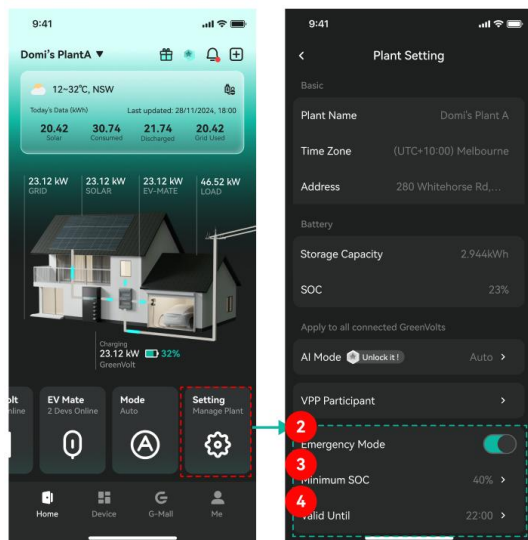 9:41
Domi's PlantA ▼
12~32°C, NSW
Today's Data (kWh) Last updated: 28/11/2024, 18:00
20.42 30.74 21.74 20.42
Solar Consumed Discharged Grid Used
23.12 kW 23.12 kW 23.12 kW 46.52 kW
GRID SOLAR EV-MATE LOAD
Charging
23.12 kW 32%
GreenVolt
olt EV Mate Mode Setting
nline 2 Devs Online Auto Manage Plant
Home Device G-Mall Me
9:41
Plant Setting
Basic
Plant Name Domi's Plant A
Time Zone (UTC+10:00) Melbourne
Address 280 Whitehorse Rd,...
Battery
Storage Capacity 2.944kWh
SOC 23%
Apply to all connected GreenVolts
AI Mode Unlock it! Auto >
VPP Participant >
2
Emergency Mode
3
Minimum SOC 40% >
4
Valid Until 22:00 >